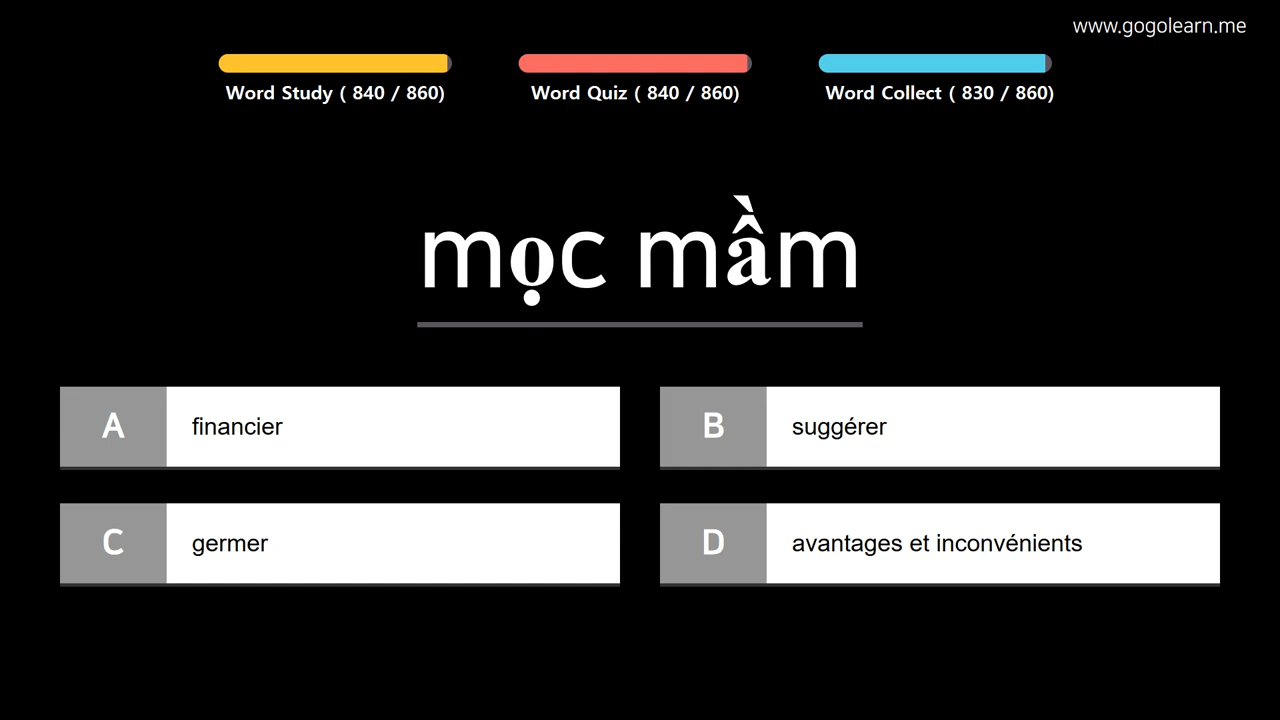 www.gogolearn.me
Word Study ( 840 / 860)
Word Quiz ( 840 / 860)
Word Collect ( 830 / 860)
mọc mầm
A financier
B suggérer
C germer
D avantages et inconvénients